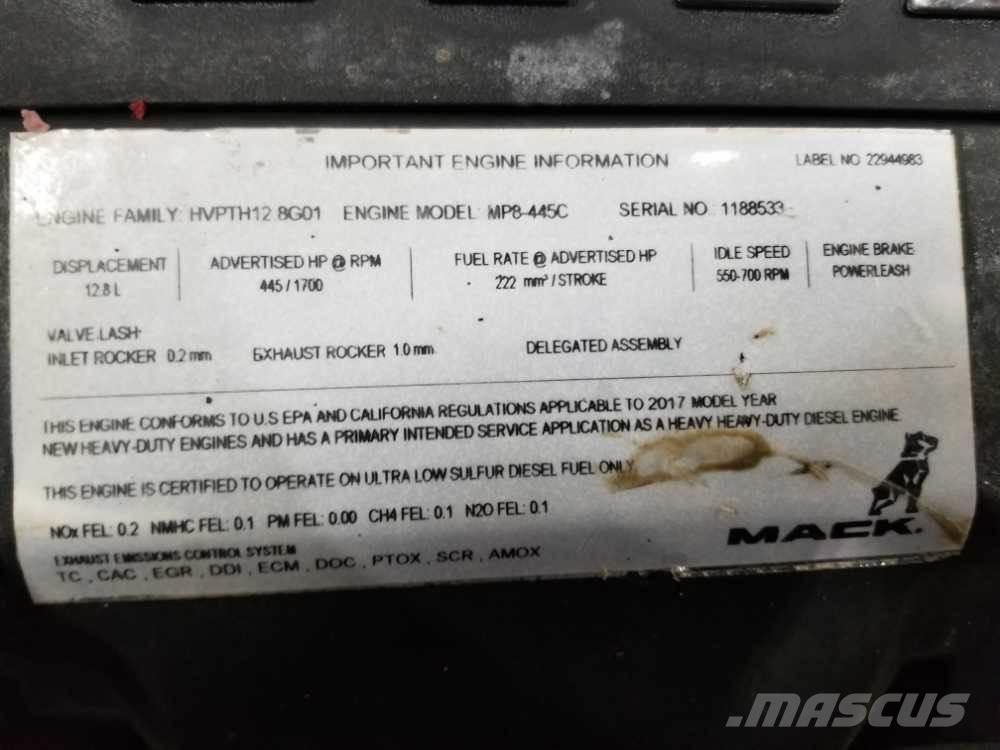 IMPORTANT ENGINE INFORMATION LABEL NO 22944983
ENGINE FAMILY: HVPTH12.8G01 ENGINE MODEL: MP8-445C SERIAL NO 1188533
DISPLACEMENT ADVERTISED HP @ RPM FUEL RATE @ ADVERTISED HP IDLE SPEED ENGINE BRAKE
12.8 L 445 / 1700 222 mm³ / STROKE 550-700 RPM POWERLEASH
VALVE LASH:
INLET ROCKER 0.2 mm EXHAUST ROCKER 1.0 mm DELEGATED ASSEMBLY
THIS ENGINE CONFORMS TO U.S EPA AND CALIFORNIA REGULATIONS APPLICABLE TO 2017 MODEL YEAR
NEW HEAVY-DUTY ENGINES AND HAS A PRIMARY INTENDED SERVICE APPLICATION AS A HEAVY HEAVY-DUTY DIESEL ENGINE
THIS ENGINE IS CERTIFIED TO OPERATE ON ULTRA LOW SULFUR DIESEL FUEL ONLY
NOx FEL: 0.2 NMHC FEL: 0.1 PM FEL: 0.00 CH4 FEL: 0.1 N2O FEL: 0.1
EXHAUST EMISSIONS CONTROL SYSTEM
TC , CAC , EGR , DDI , ECM , DOC , PTOX , SCR , AMOX
MACK.
.MASCUS